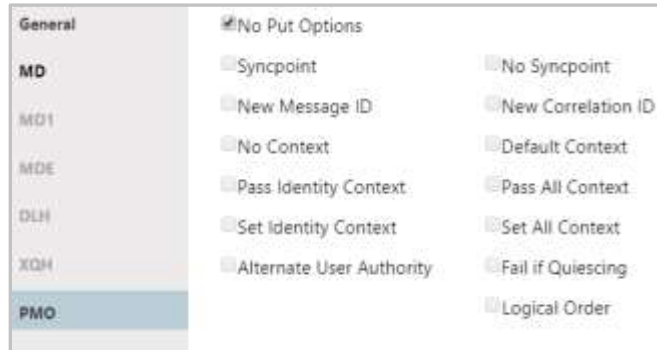 General
MD
MD1
MDE
DLH
XQH
PMO
No Put Options
Syncpoint
No Syncpoint
New Message ID
New Correlation ID
No Context
Default Context
Pass Identity Context
Pass All Context
Set Identity Context
Set All Context
Alternate User Authority
Fail if Quiescing
Logical Order